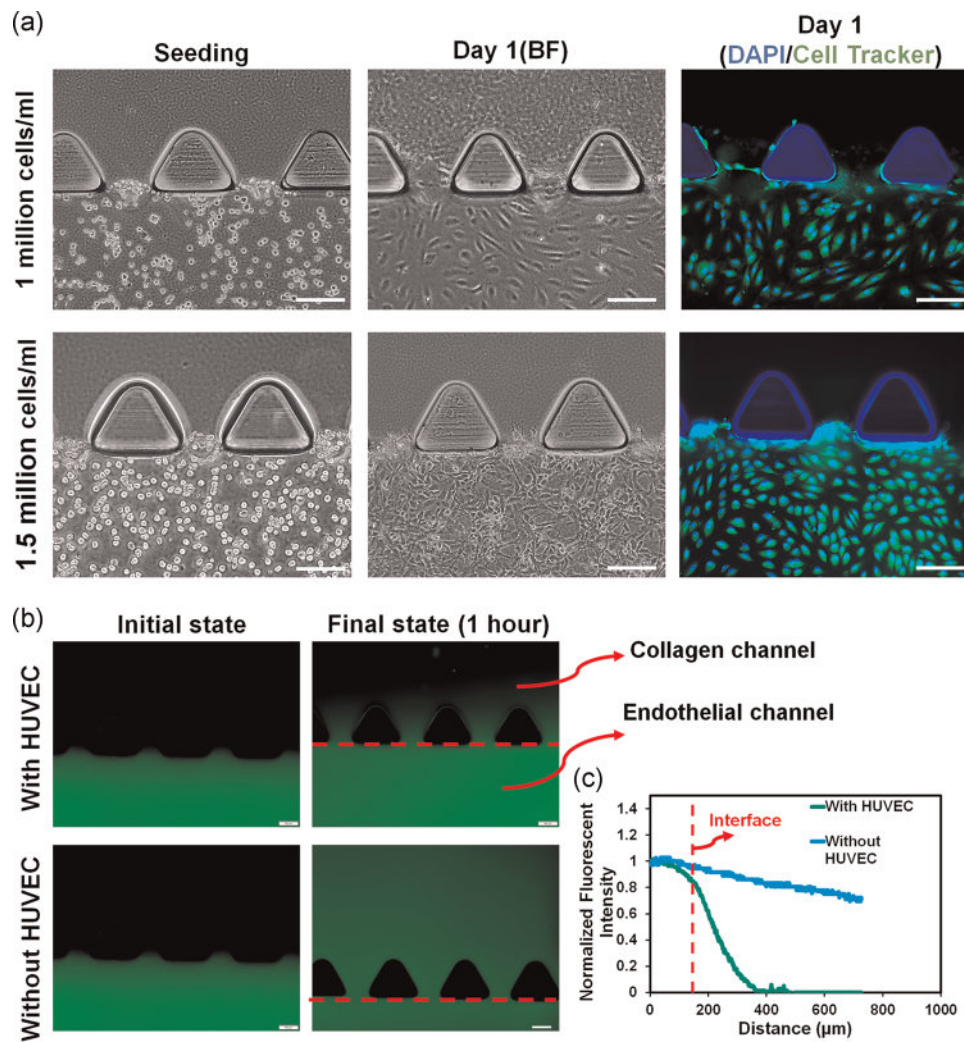 (a)
Seeding
Day 1(BF)
Day 1
(DAPI/Cell Tracker)
1 million cells/ml
1.5 million cells/ml
(b)
Initial state
Final state (1 hour)
With HUVEC
Without HUVEC
Collagen channel
Endothelial channel
(c)
With HUVEC
Without
HUVEC
Interface
Normalized Fluorescent
Intensity
1.4
1.2
1
0.8
0.6
0.4
0.2
0
0 200 400 600 800 1000
Distance (µm)